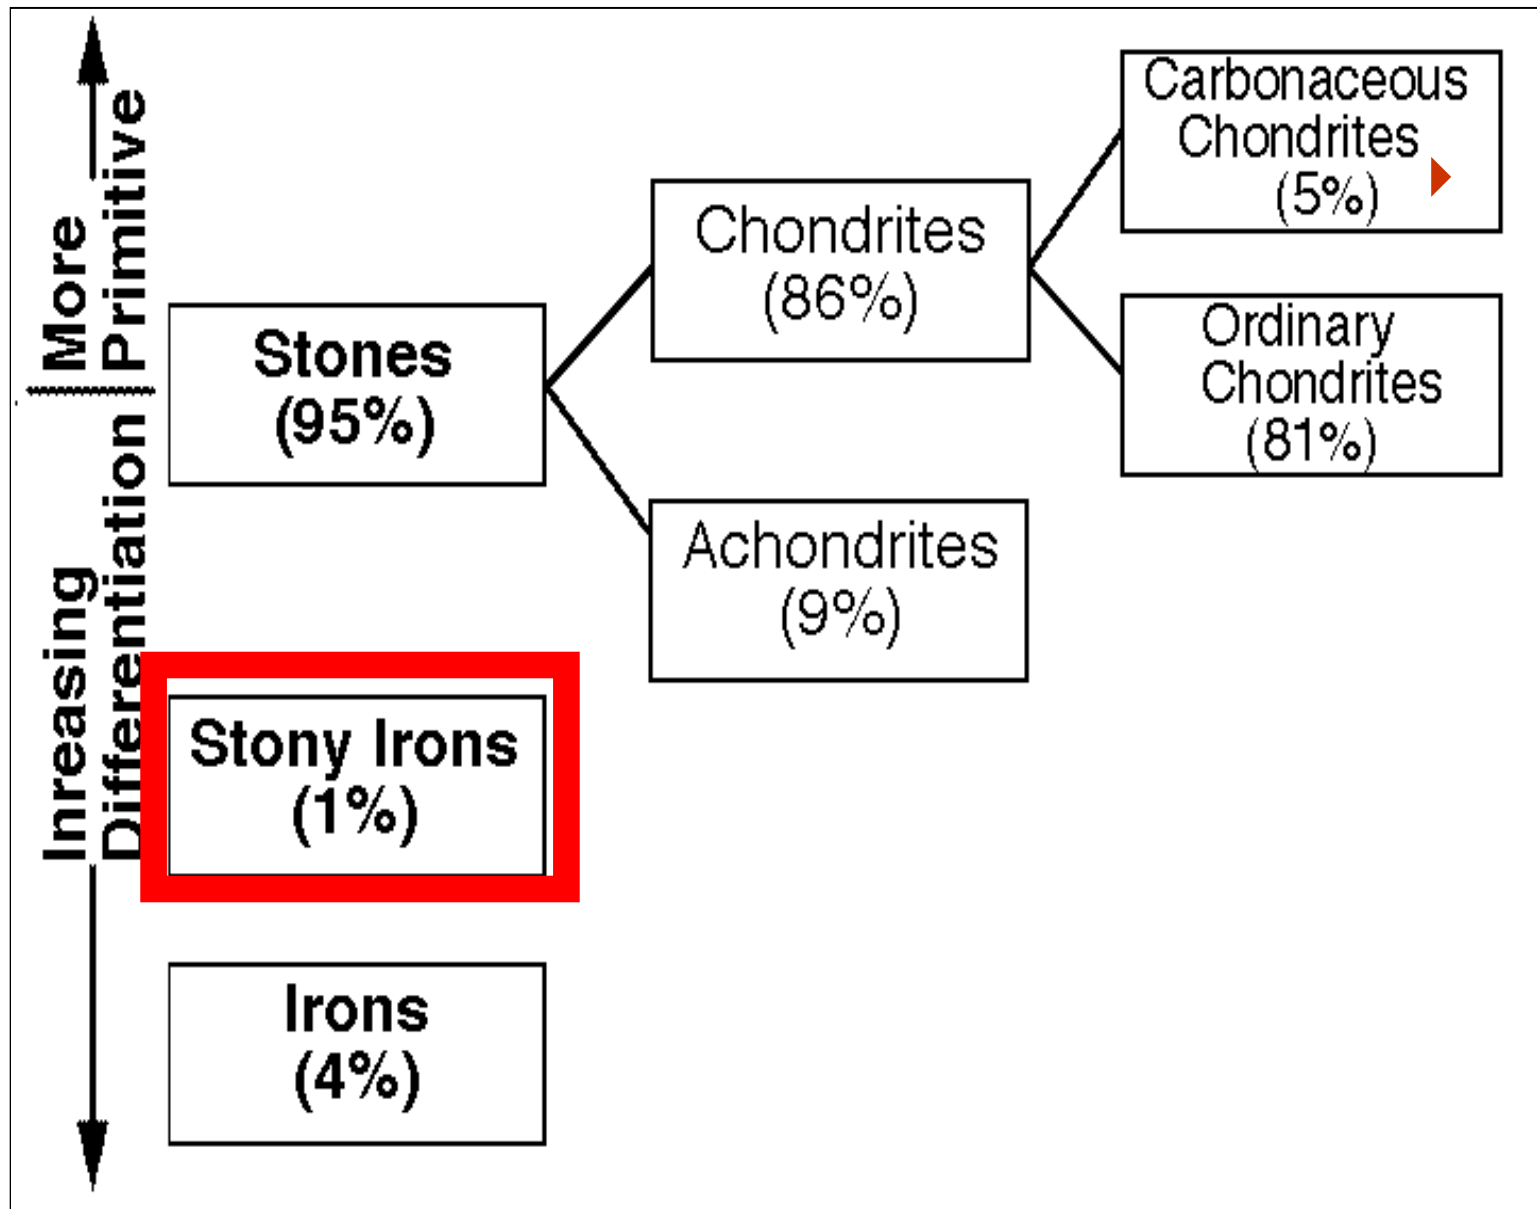 More
Primitive
Inreasing
Differentiation
Stones
(95%)
Stony Irons
(1%)
Irons
(4%)
Chondrites
(86%)
Achondrites
(9%)
Carbonaceous
Chondrites
(5%)
Ordinary
Chondrites
(81%)